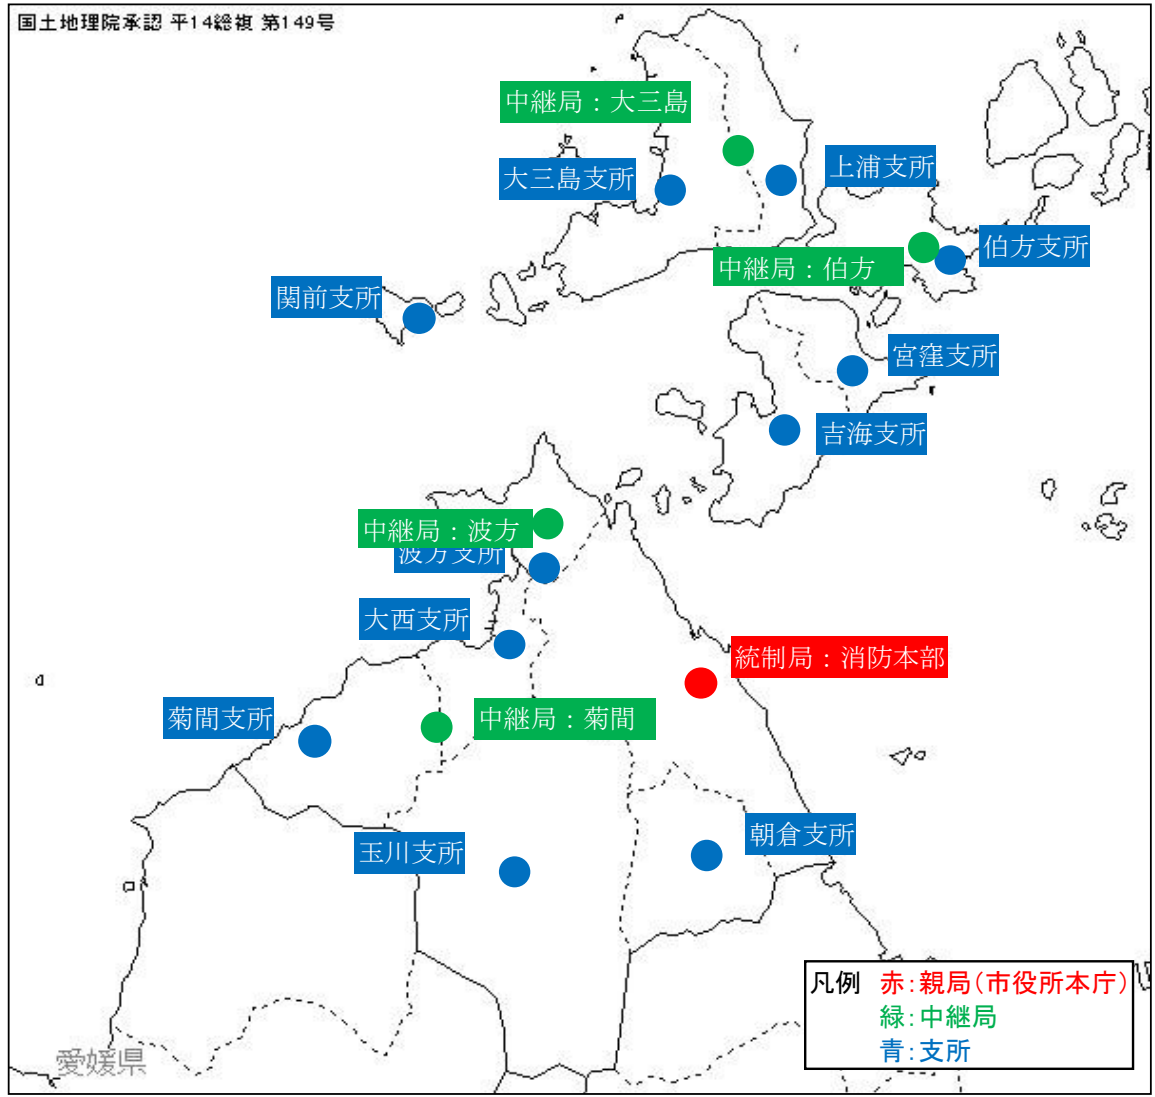 国土地理院承認 平14総複 第149号
中継局：大三島
大三島支所
上浦支所
伯方支所
中継局：伯方
関前支所
宮窪支所
吉海支所
中継局：波方
波方支所
大西支所
統制局：消防本部
菊間支所
中継局：菊間
玉川支所
朝倉支所
凡例 赤：親局（市役所本庁）
緑：中継局
青：支所
愛媛県